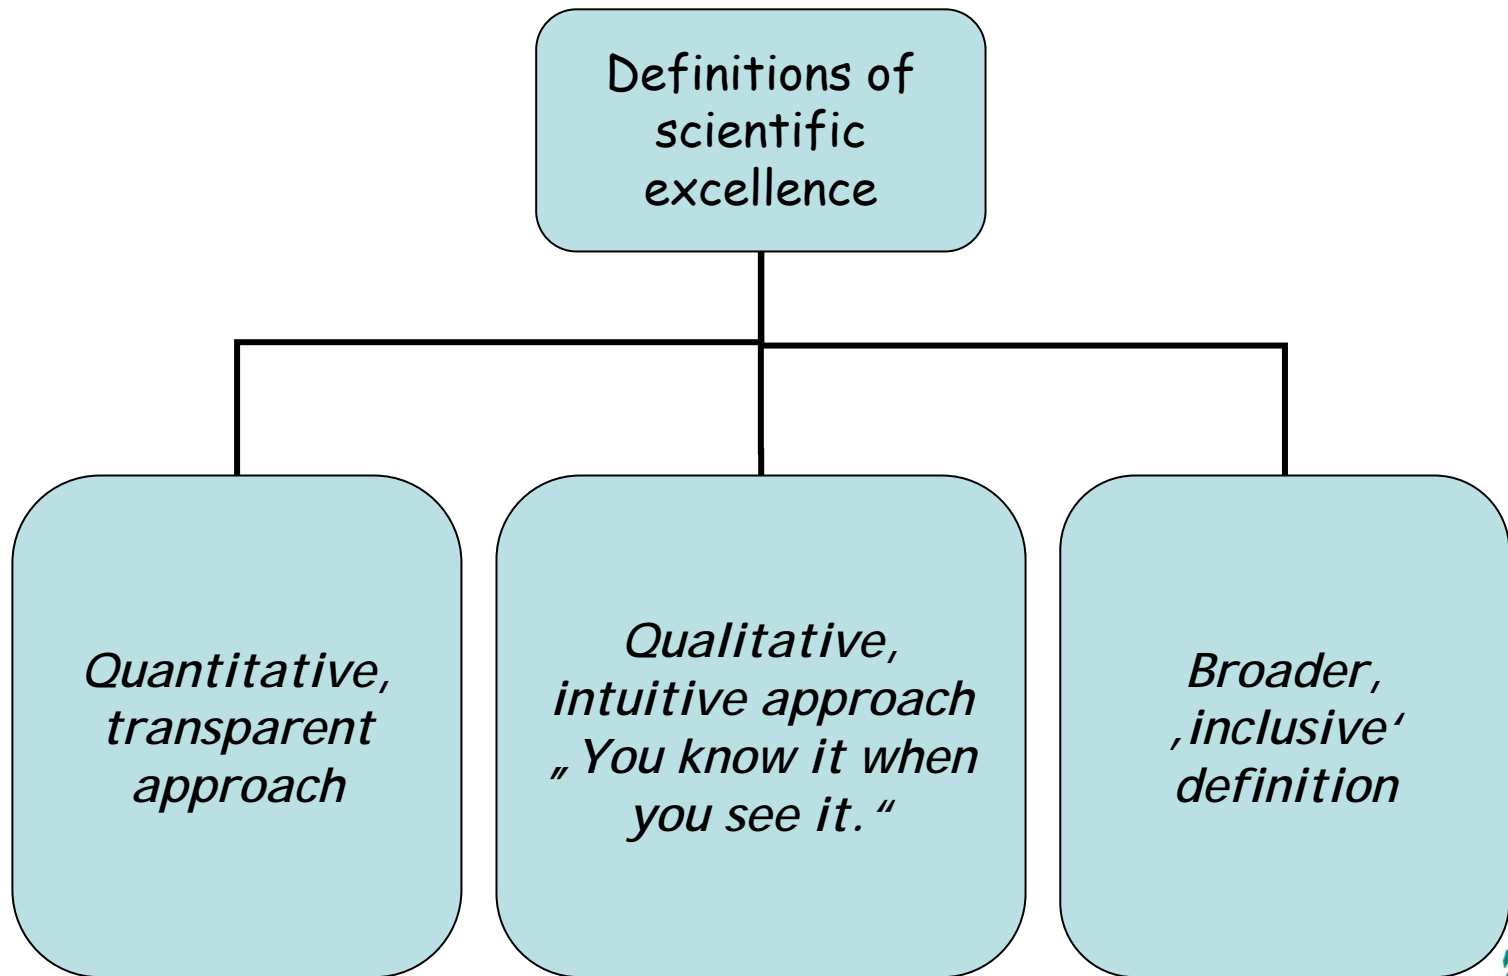 Definitions of
scientific
excellence
Quantitative,
transparent
approach
Qualitative,
intuitive approach
„You know it when
you see it.“
Broader,
‚inclusive‘
definition